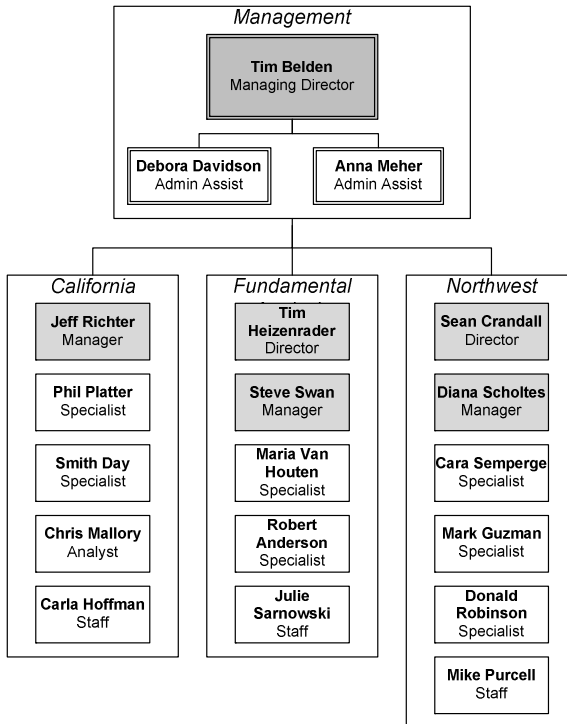 Management
Tim Belden
Managing Director
Debora Davidson
Admin Assist
Anna Meher
Admin Assist
California
Jeff Richter
Manager
Phil Platter
Specialist
Smith Day
Specialist
Chris Mallory
Analyst
Carla Hoffman
Staff
Fundamental
Tim
Heizenrader
Director
Steve Swan
Manager
Maria Van
Houten
Specialist
Robert
Anderson
Specialist
Julie
Sarnowski
Staff
Northwest
Sean Crandall
Director
Diana Scholtes
Manager
Cara Semperge
Specialist
Mark Guzman
Specialist
Donald
Robinson
Specialist
Mike Purcell
Staff